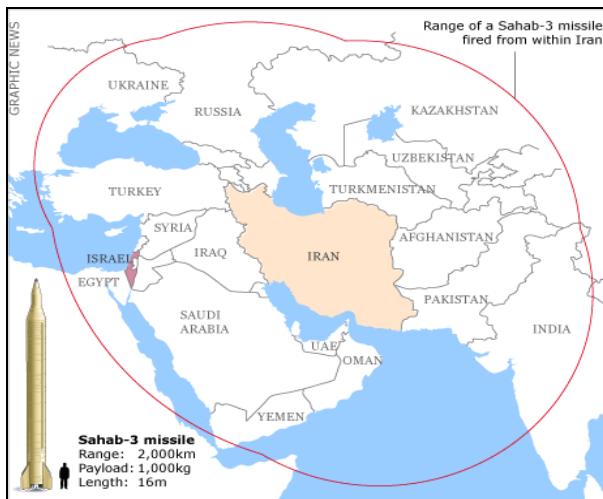 GRAPHIC NEWS
Range of a Sahab-3 missile
fired from within Iran
UKRAINE
RUSSIA
KAZAKHSTAN
UZBEKISTAN
TURKMENISTAN
TURKEY
SYRIA
AFGHANISTAN
ISRAEL
IRAQ
IRAN
EGYPT
PAKISTAN
SAUDI
ARABIA
INDIA
UAE
OMAN
YEMEN
Sahab-3 missile
Range: 2,000km
Payload: 1,000kg
Length: 16m